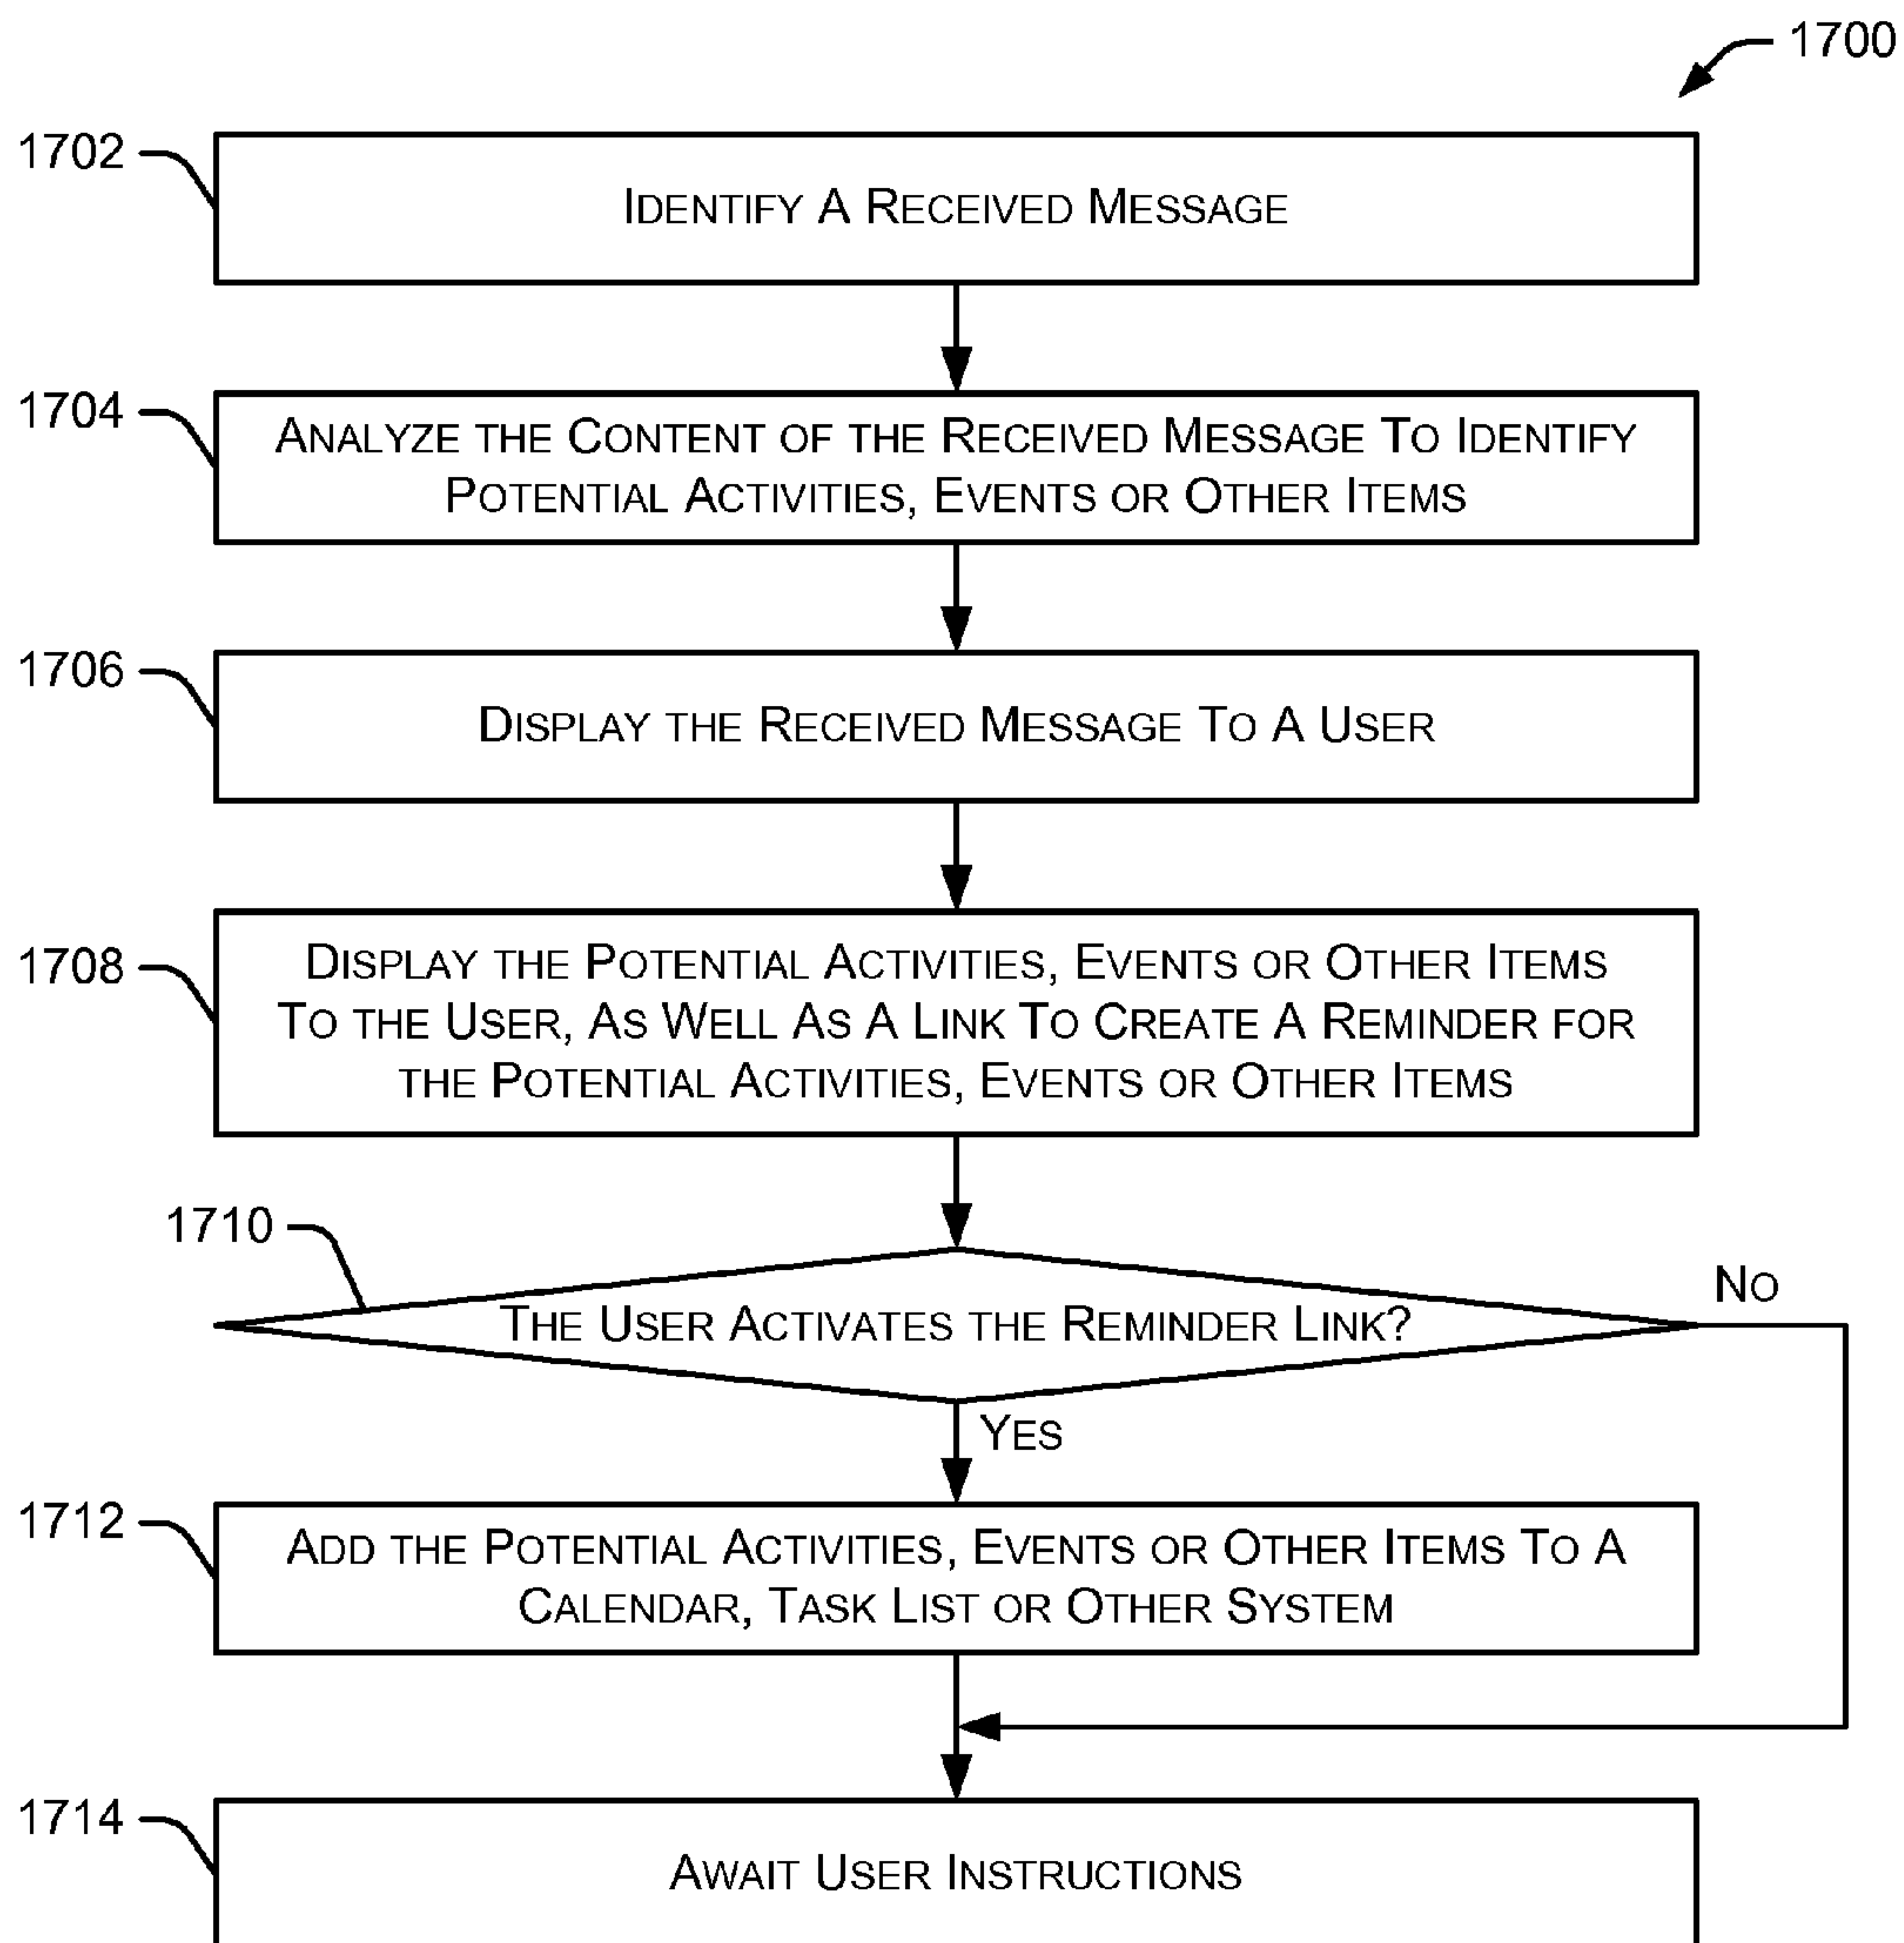 1700
1702
IDENTIFY A RECEIVED MESSAGE
1704
ANALYZE THE CONTENT OF THE RECEIVED MESSAGE TO IDENTIFY
POTENTIAL ACTIVITIES, EVENTS OR OTHER ITEMS
1706
DISPLAY THE RECEIVED MESSAGE TO A USER
1708
DISPLAY THE POTENTIAL ACTIVITIES, EVENTS OR OTHER ITEMS
TO THE USER, AS WELL AS A LINK TO CREATE A REMINDER FOR
THE POTENTIAL ACTIVITIES, EVENTS OR OTHER ITEMS
1710
THE USER ACTIVATES THE REMINDER LINK?
NO
YES
1712
ADD THE POTENTIAL ACTIVITIES, EVENTS OR OTHER ITEMS TO A
CALENDAR, TASK LIST OR OTHER SYSTEM
1714
AWAIT USER INSTRUCTIONS